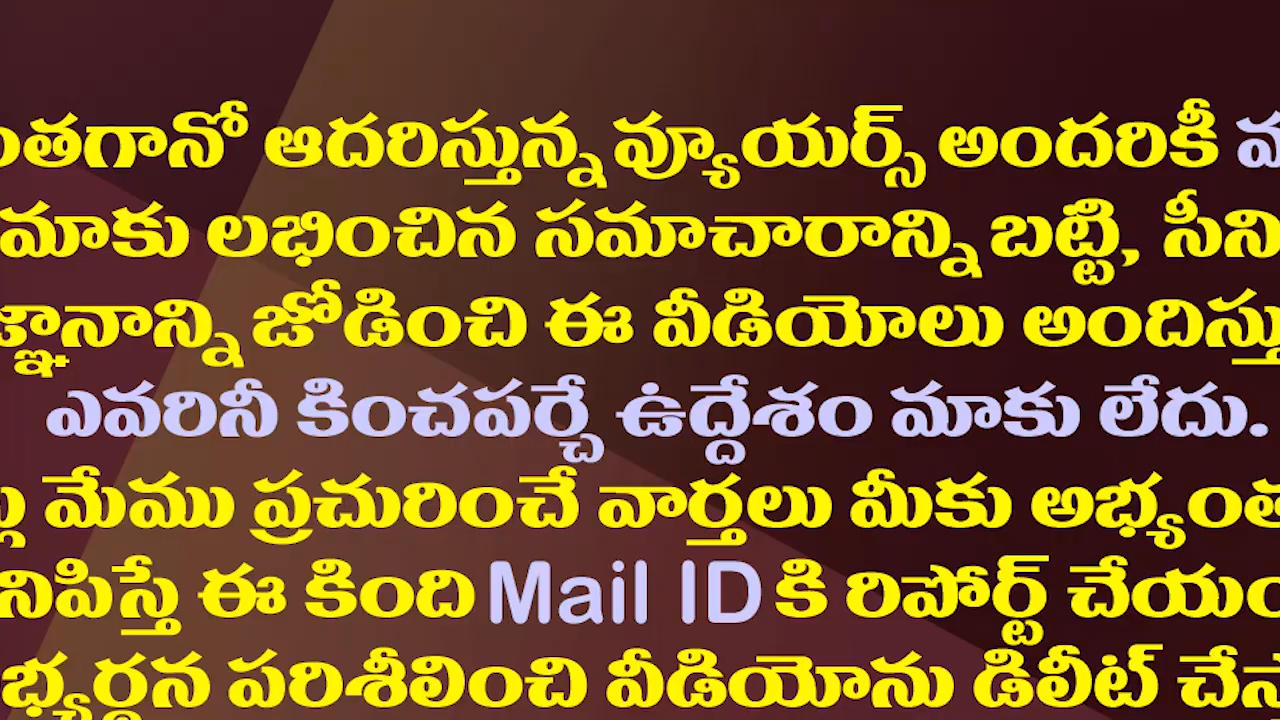 ఆదరిస్తున్న వ్యూయర్స్ అందరికీ
మాకు లభించిన సమాచారాన్ని బట్టి,
జోడించి ఈ వీడియోలు
ఎవరినీ కించపర్చే ఉద్దేశం మాకు లేదు.
మేము ప్రచురించే వార్తలు మీకు
ఈ కింది Mail ID కి రిపోర్ట్
పరిశీలించి వీడియోను డిలీట్